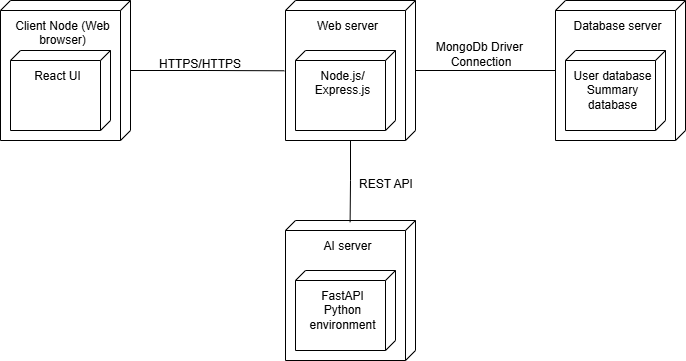 Client Node (Web
browser)
React UI
HTTPS/HTTPS
Web server
Node.js/
Express.js
MongoDb Driver
Connection
Database server
User database
Summary
database
REST API
AI server
FastAPI
Python
environment